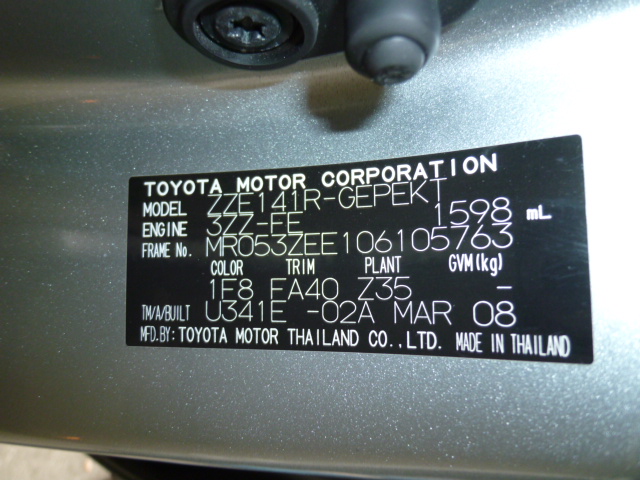 TOYOTA MOTOR CORPORATION
MODEL ZZE141R-GEPEKT
ENGINE 3ZZ-FE 1598 mL
FRAME No. MR053ZEE106105763
COLOR TRIM PLANT GVM(kg)
1E8 FA40 Z35 -
TM/A/BUILT U341E -02A MAR 08
MFD.BY: TOYOTA MOTOR THAILAND CO.,LTD. MADE IN THAILAND